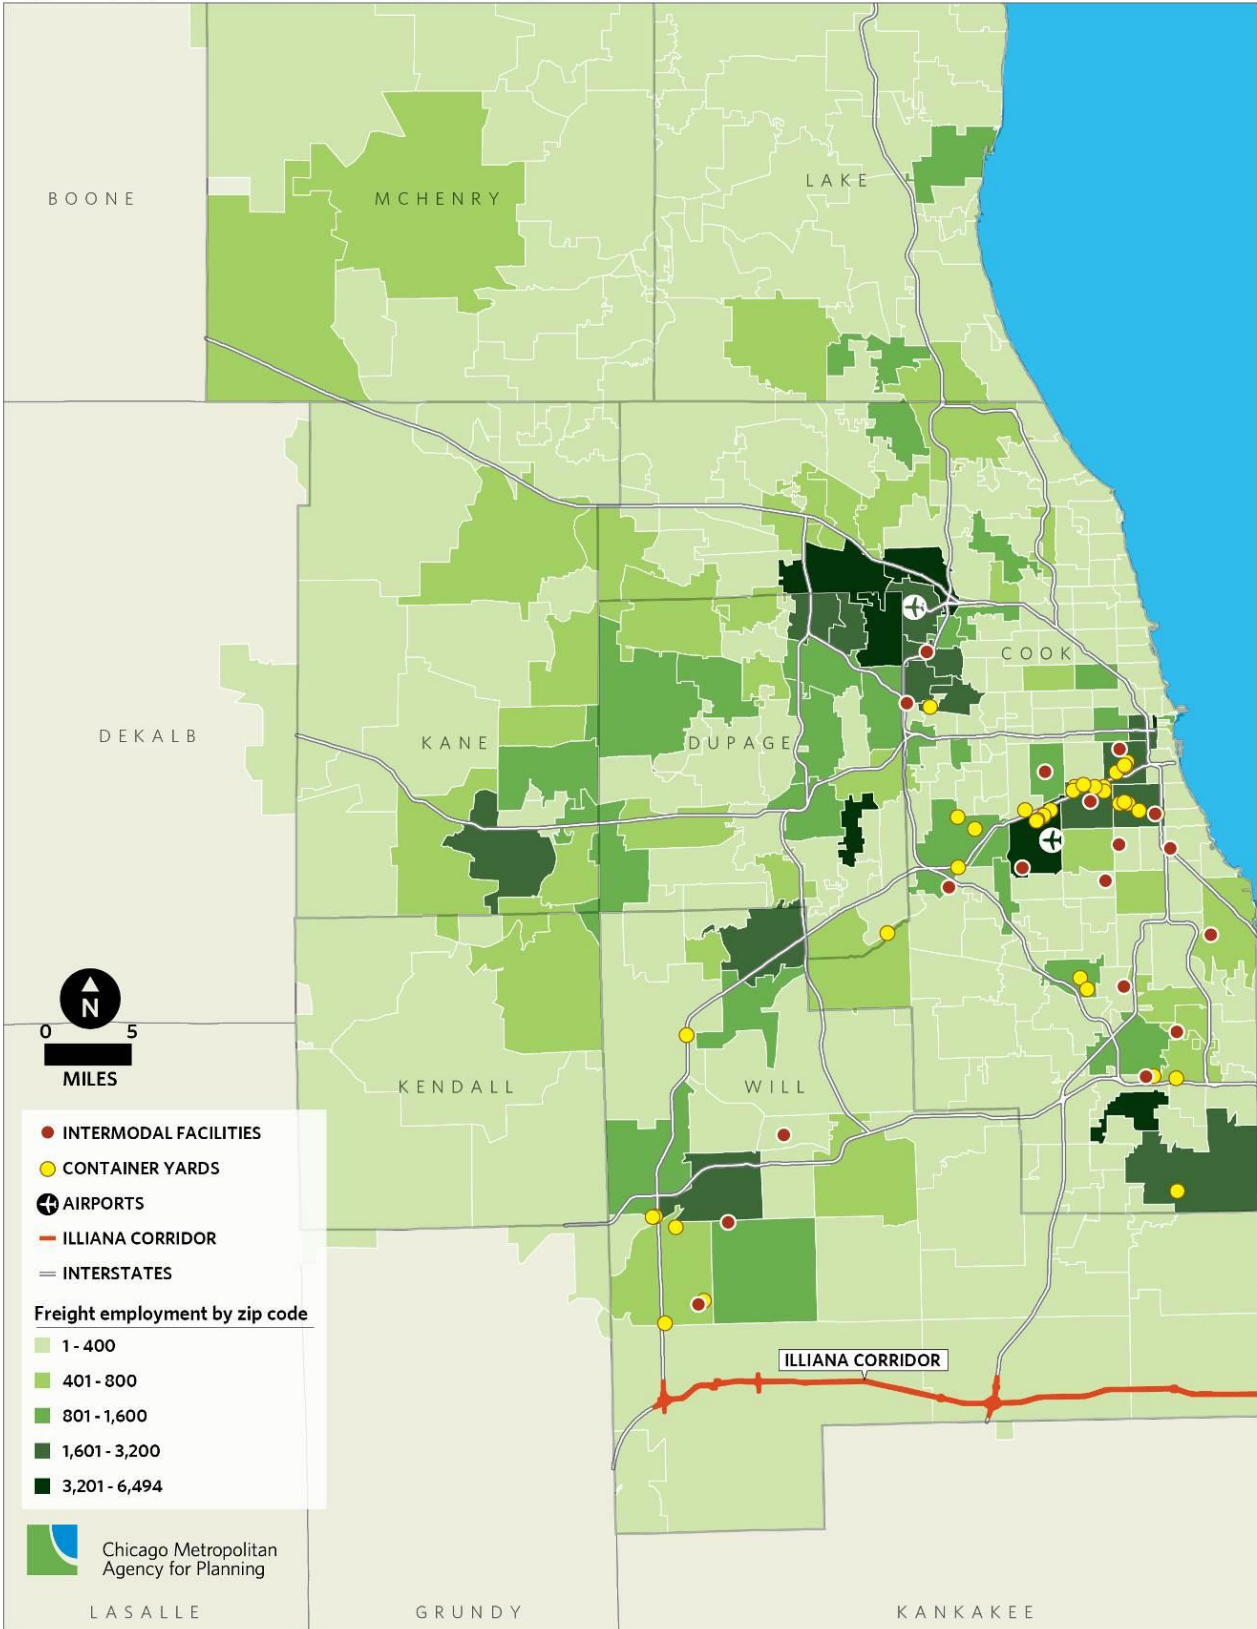 LAKE
BOONE
MCHENRY
COOK
DEKALB
KANE
DUPAGE
N
0 5
MILES
KENDALL
WILL
INTERMODAL FACILITIES
CONTAINER YARDS
AIRPORTS
ILLIANA CORRIDOR
INTERSTATES
Freight employment by zip code
1 - 400
401 - 800
801 - 1,600
1,601 - 3,200
3,201 - 6,494
ILLIANA CORRIDOR
Chicago Metropolitan
Agency for Planning
LASALLE
GRUNDY
KANKAKEE